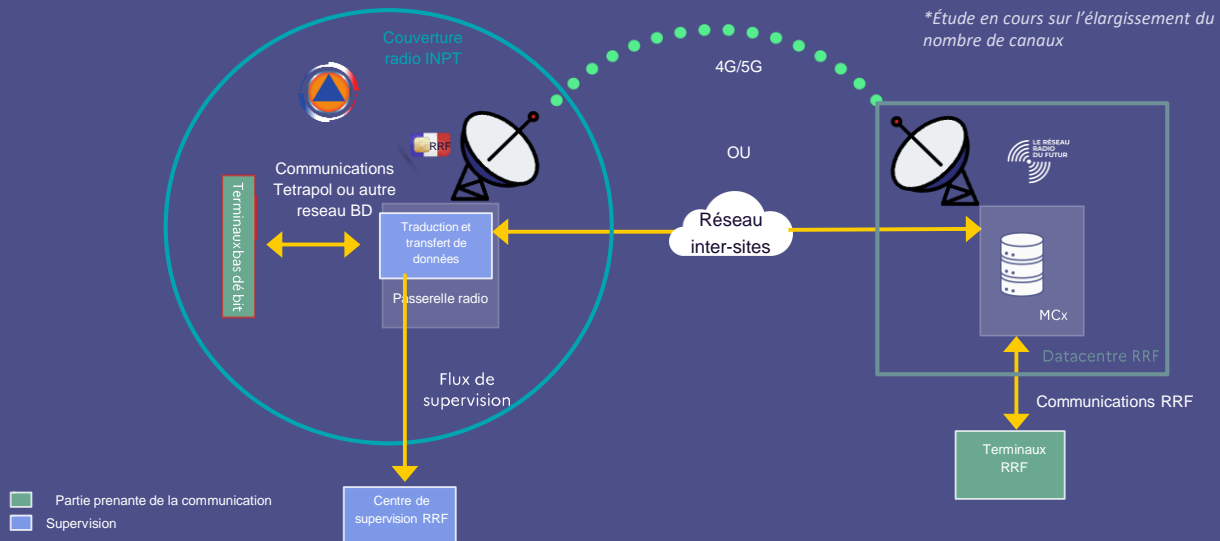 *Étude en cours sur l'élargissement du
nombre de canaux
Couverture
radio INPT
4G/5G
OU
RRF
LE RÉSEAU
RADIO
DU FUTUR
Communications
Tetrapol ou autre
reseau BD
Terminaux bas dé bit
Traduction et
transfert de
données
Passerelle radio
Réseau
inter-sites
MCx
Datacentre RRF
Flux de
supervision
Communications RRF
Terminaux
RRF
Centre de
supervision RRF
Partie prenante de la communication
Supervision